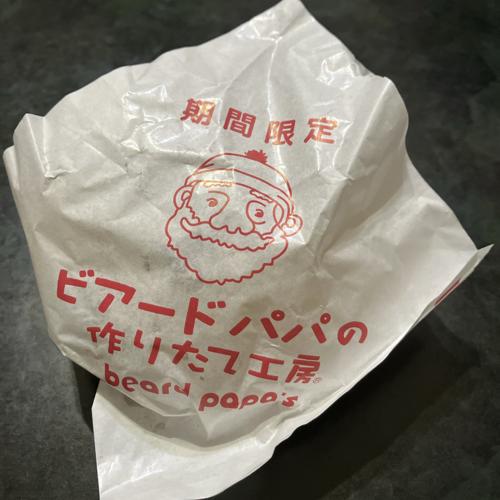 期間限定
ビアードパパの
作りたて工房®
beard papa's